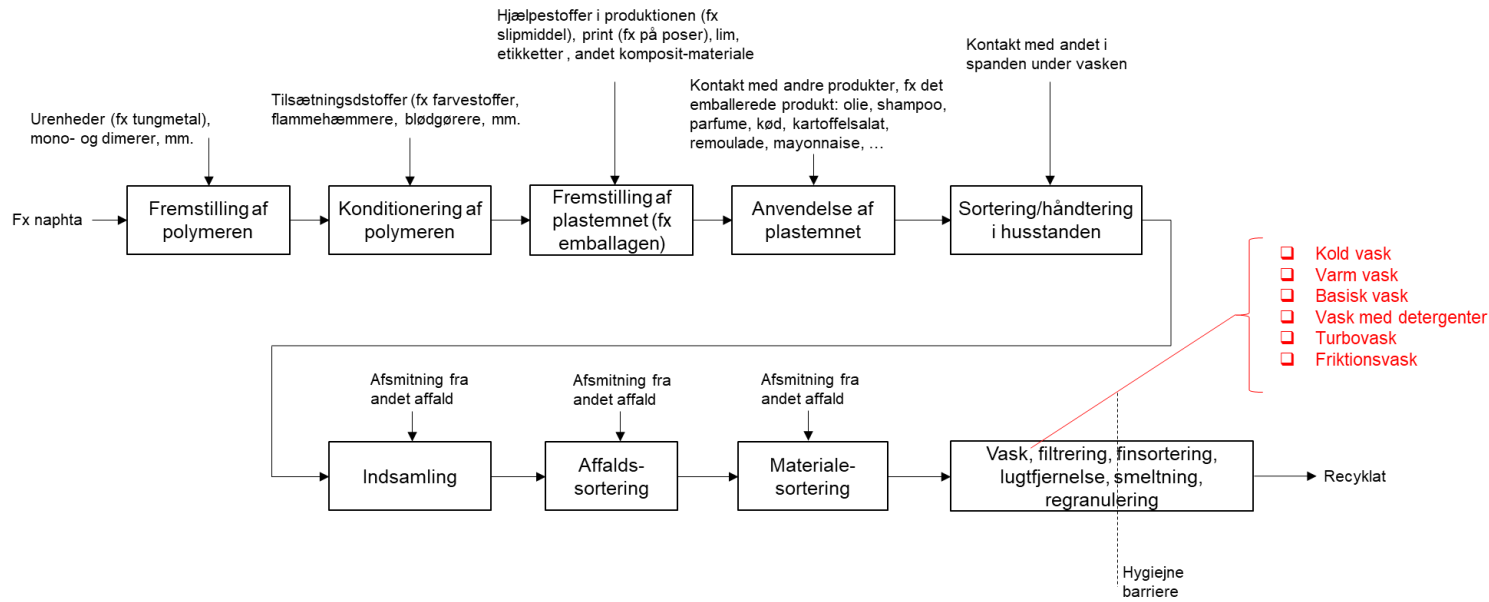 Hjælpestoffer i produktionen (fx
slipmiddel), print (fx på poser), lim,
etiketter , andet komposit-materiale
Kontakt med andet i
spanden under vasken
Kontakt med andre produkter, fx det
emballerede produkt: olie, shampoo,
parfume, kød, kartoffelsalat,
remoulade, mayonnaise, …
Tilsætningsdstoffer (fx farvestoffer,
flammehæmmere, blødgørere, mm.
Urenheder (fx tungmetal),
mono- og dimerer, mm.
Fx naphta
Fremstilling af
polymeren
Konditionering af
polymeren
Fremstilling af
plastemnet (fx
emballagen)
Anvendelse af
plastemnet
Sortering/håndtering
i husstanden
Kold vask
Varm vask
Basisk vask
Vask med detergenter
Turbovask
Friktionsvask
Afsmitning fra
andet affald
Afsmitning fra
andet affald
Afsmitning fra
andet affald
Indsamling
Affalds-
sortering
Materiale-
sortering
Vask, filtrering, finsortering,
lugtfjernelse, smeltning,
regranulering
Recyklat
Hygiejne
barriere